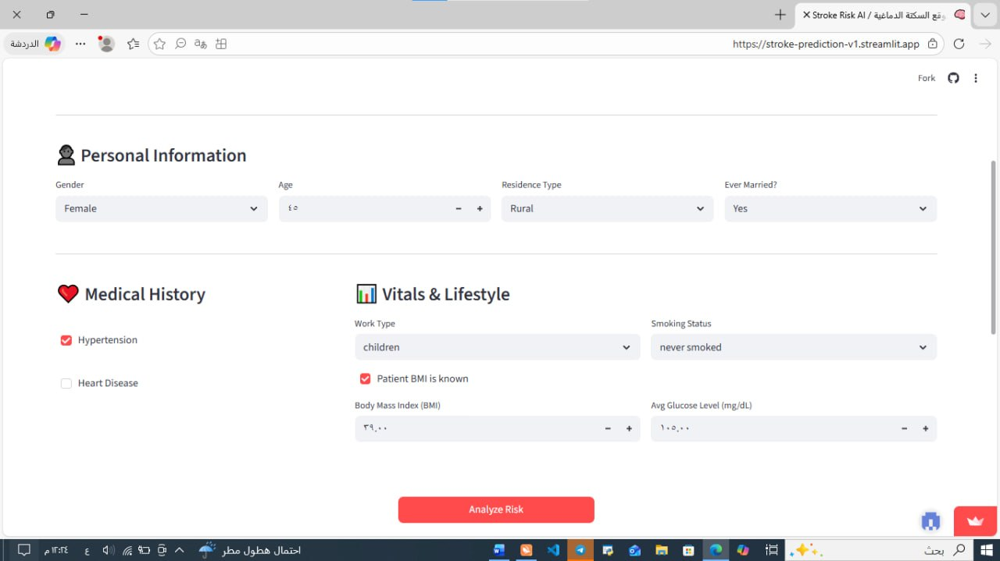 وقع السكتة الدماغية / Stroke Risk AI
الدردشة
https://stroke-prediction-v1.streamlit.app
Fork
Personal Information
Gender
Age
Residence Type
Ever Married?
Female
٤٥
Rural
Yes
Medical History
Vitals & Lifestyle
Work Type
Smoking Status
Hypertension
children
never smoked
Heart Disease
Patient BMI is known
Body Mass Index (BMI)
Avg Glucose Level (mg/dL)
٣٩٫٠٠
١٠٥٫٠٠
Analyze Risk
١٢:٢٤ م
ع
احتمال هطول مطر
بحث